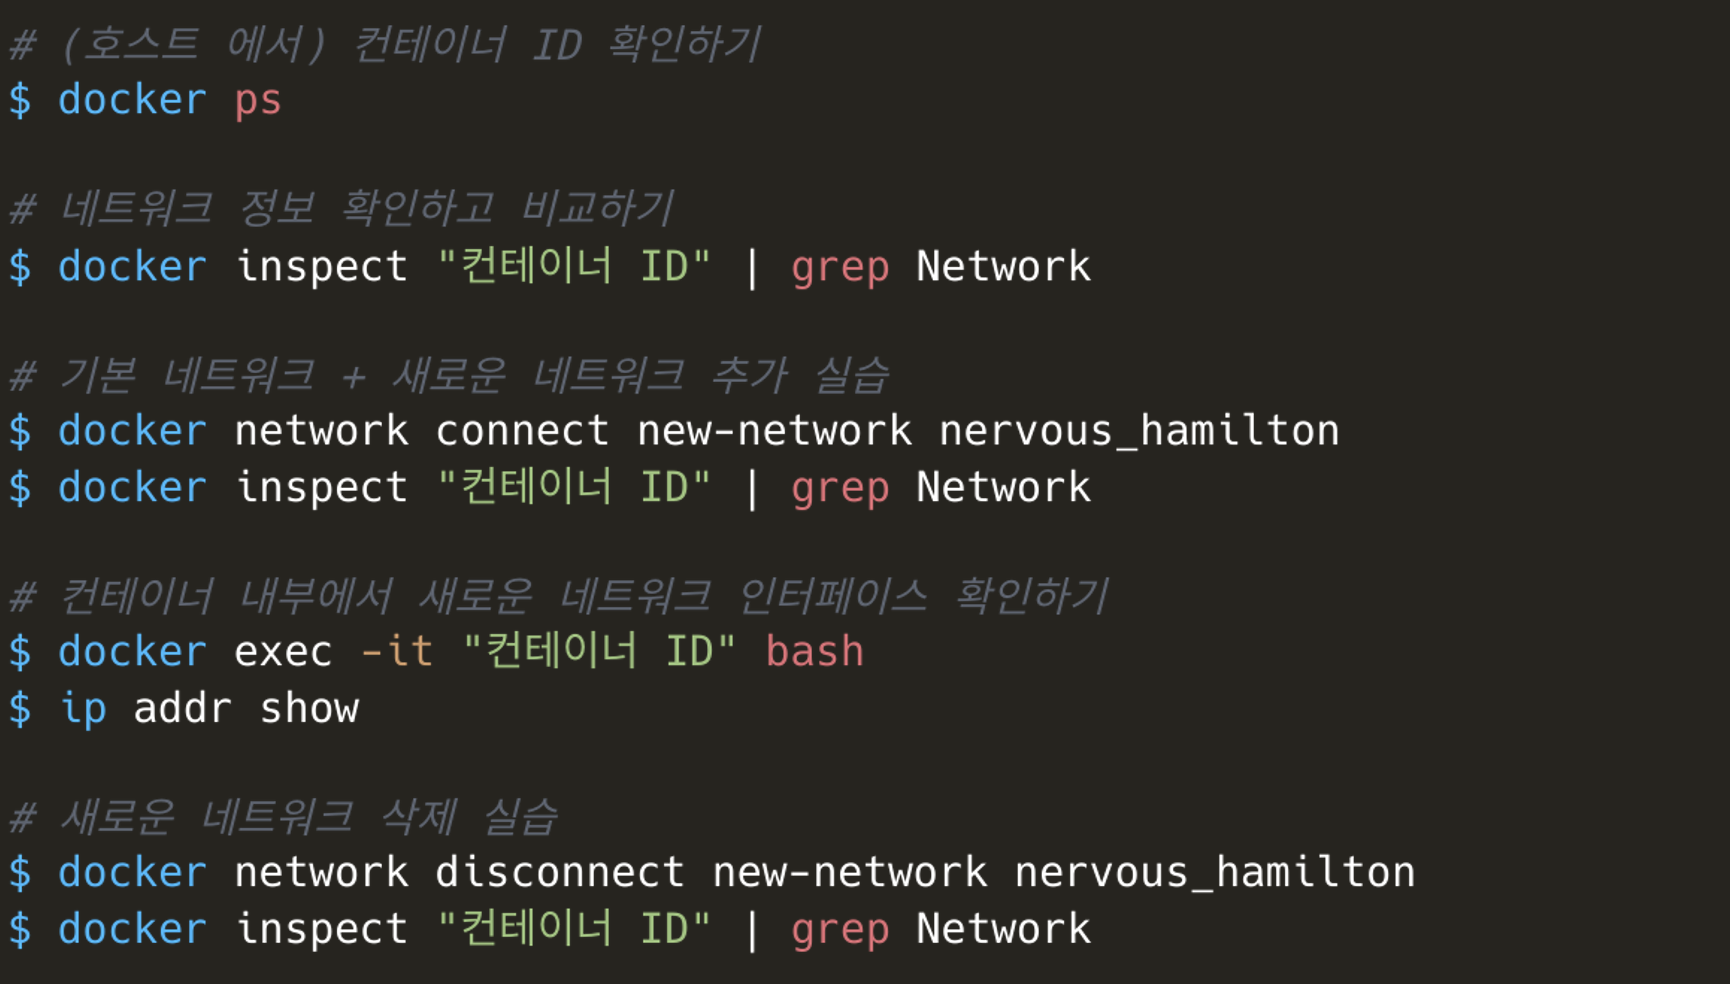 # (호스트 에서) 컨테이너 ID 확인하기
$ docker ps
# 네트워크 정보 확인하고 비교하기
$ docker inspect "컨테이너 ID" | grep Network
# 기본 네트워크 + 새로운 네트워크 추가 실습
$ docker network connect new-network nervous_hamilton
$ docker inspect "컨테이너 ID" | grep Network
# 컨테이너 내부에서 새로운 네트워크 인터페이스 확인하기
$ docker exec -it "컨테이너 ID" bash
$ ip addr show
# 새로운 네트워크 삭제 실습
$ docker network disconnect new-network nervous_hamilton
$ docker inspect "컨테이너 ID" | grep Network